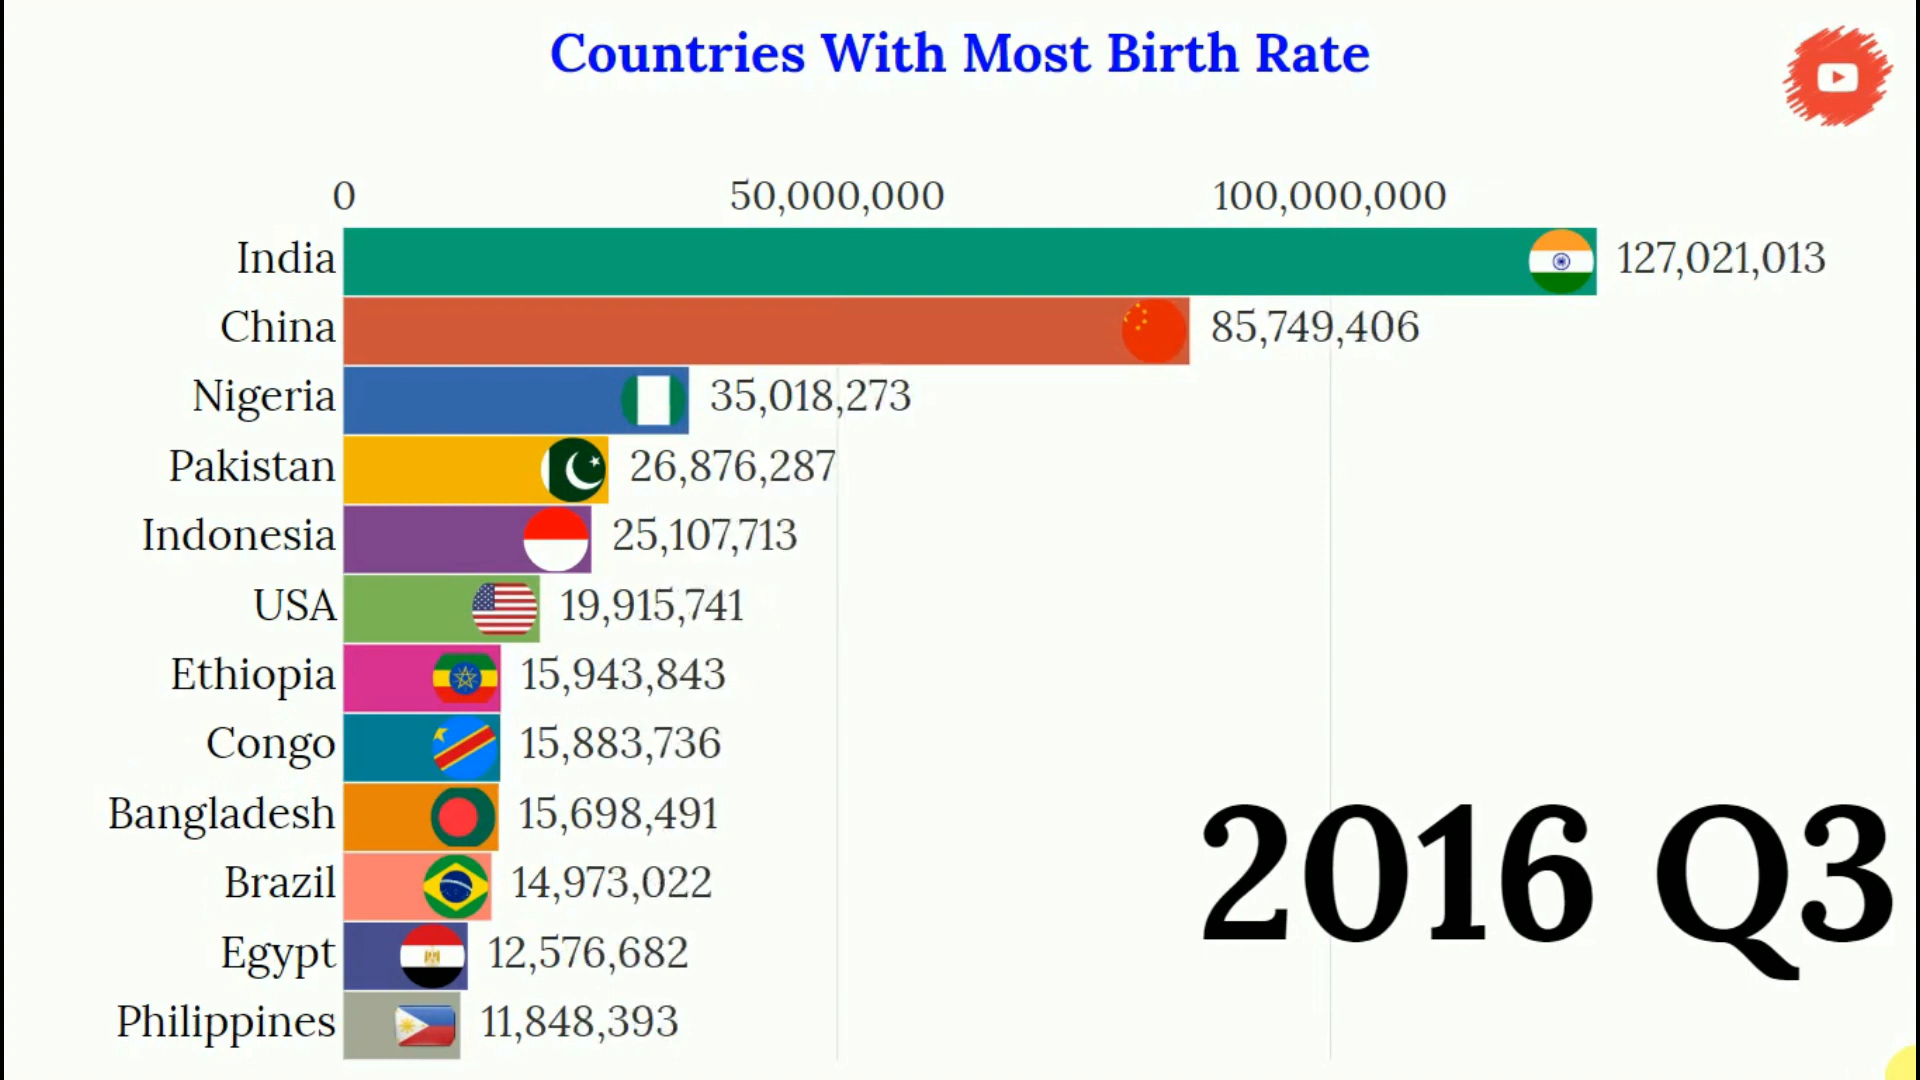 Countries With Most Birth Rate
0 50,000,000 100,000,000
India 127,021,013
China 85,749,406
Nigeria 35,018,273
Pakistan 26,876,287
Indonesia 25,107,713
USA 19,915,741
Ethiopia 15,943,843
Congo 15,883,736
Bangladesh 15,698,491
Brazil 14,973,022
Egypt 12,576,682
Philippines 11,848,393
2016 Q3